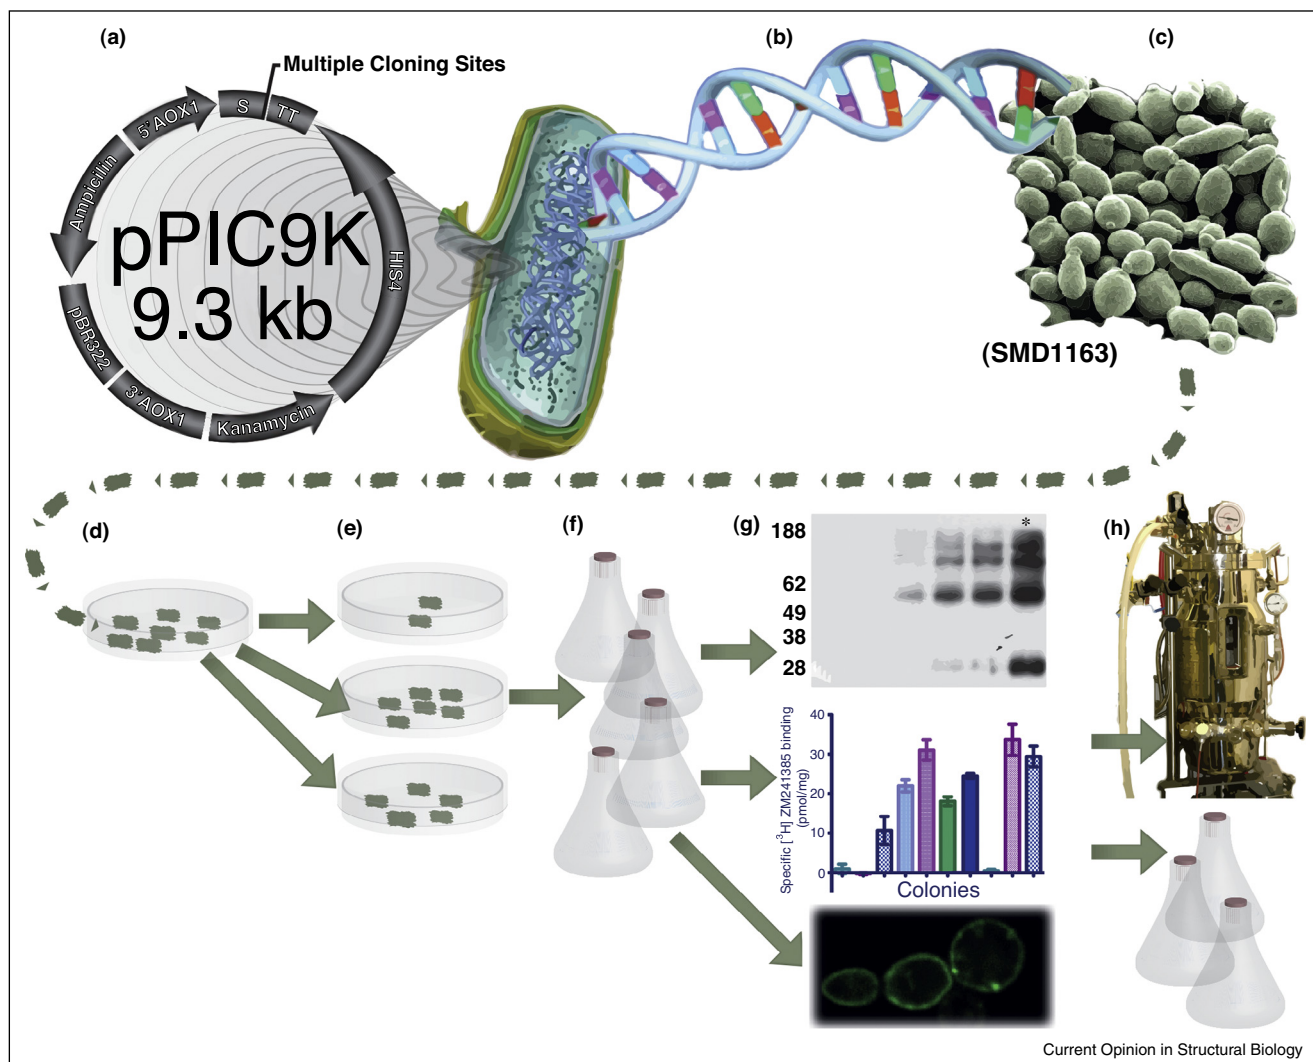 (a)
(b)
(c)
Multiple Cloning Sites
5' AOX1
S
TT
Ampicilin
HIS4
pPIC9K
9.3 kb
pBR322
3' AOX1
Kanamycin
(SMD1163)
(d)
(e)
(f)
(g)
(h)
*
188
62
49
38
28
Specific [³H] ZM241385 binding
(pmol/mg)
40
30
20
10
0
Colonies
Current Opinion in Structural Biology